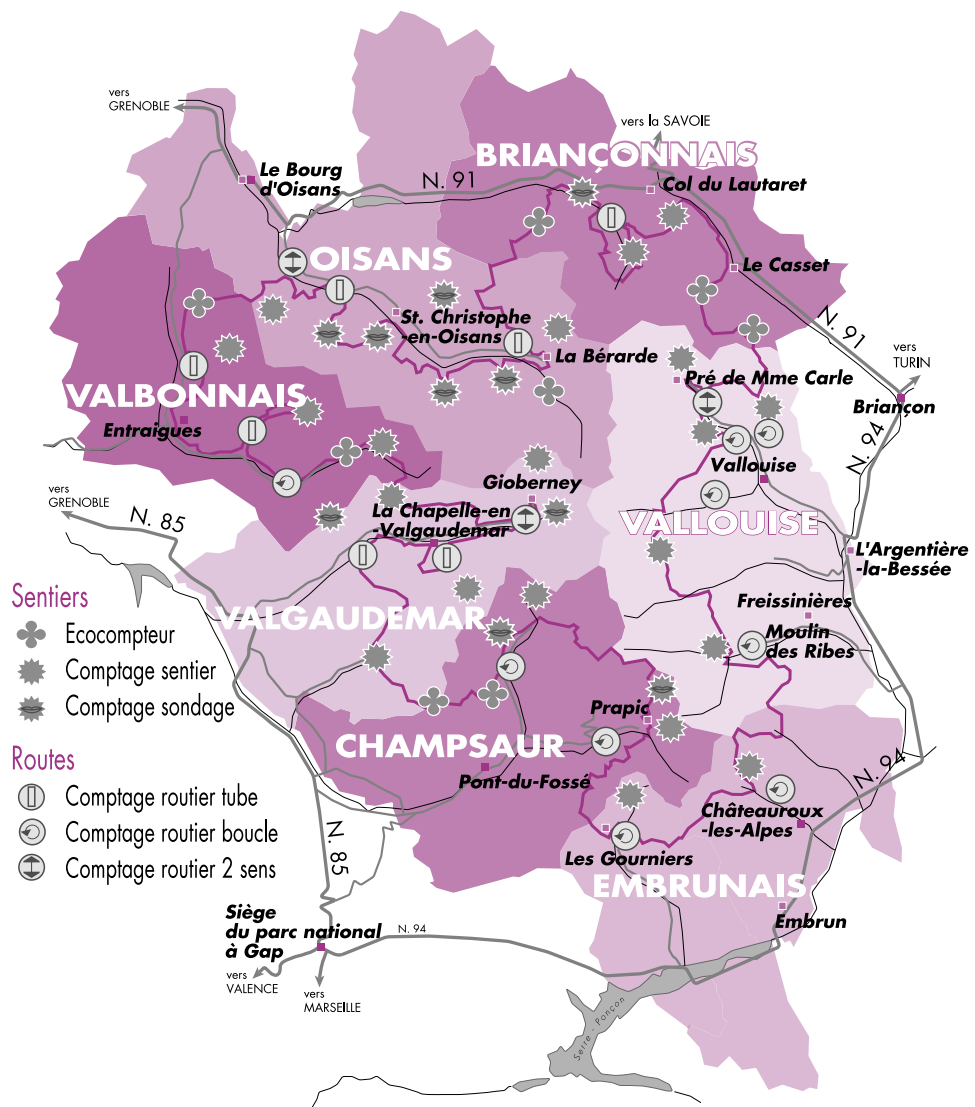 vers
GRENOBLE
vers la SAVOIE
BRIANÇONNAIS
Le Bourg
d'Oisans
N. 91
Col du Lautaret
OISANS
Le Casset
St. Christophe
-en-Oisans
N. 91
La Bérarde
vers
TURIN
VALBONNAIS
Pré de Mme Carle
Briançon
Entraigues
N. 94
Vallouise
Gioberney
vers
GRENOBLE
N. 85
La Chapelle-en
-Valgaudemar
VALLOUISE
L'Argentière
-la-Bessée
Sentiers
Ecocompteur
Comptage sentier
Comptage sondage
VALGAUDEMAR
Freissinières
Moulin
des Ribes
Prapic
CHAMPSAUR
Routes
Comptage routier tube
Comptage routier boucle
Comptage routier 2 sens
Pont-du-Fossé
N. 94
N. 85
Châteauroux
-les-Alpes
Les Gourniers
EMBRUNAIS
Siège
du parc national
à Gap
N. 94
Embrun
vers
VALENCE
vers
MARSEILLE
Serre - Ponçon